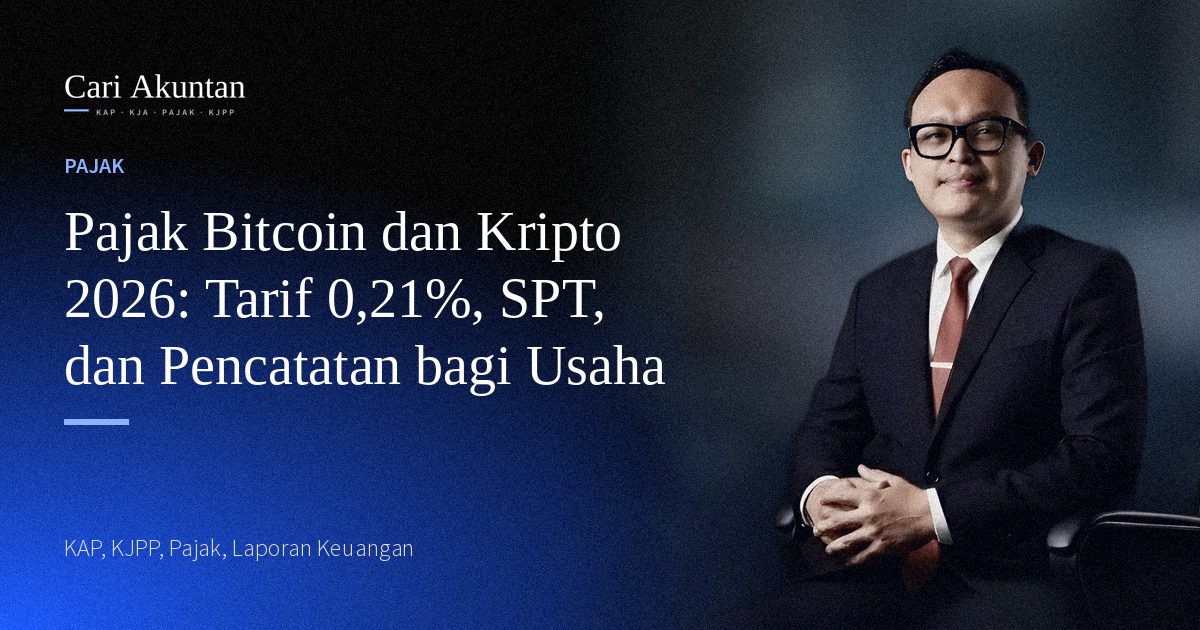 Cari Akuntan
KAP · KJA · PAJAK · KJPP
PAJAK
Pajak Bitcoin dan Kripto
2026: Tarif 0,21%, SPT,
dan Pencatatan bagi Usaha
KAP, KJPP, Pajak, Laporan Keuangan